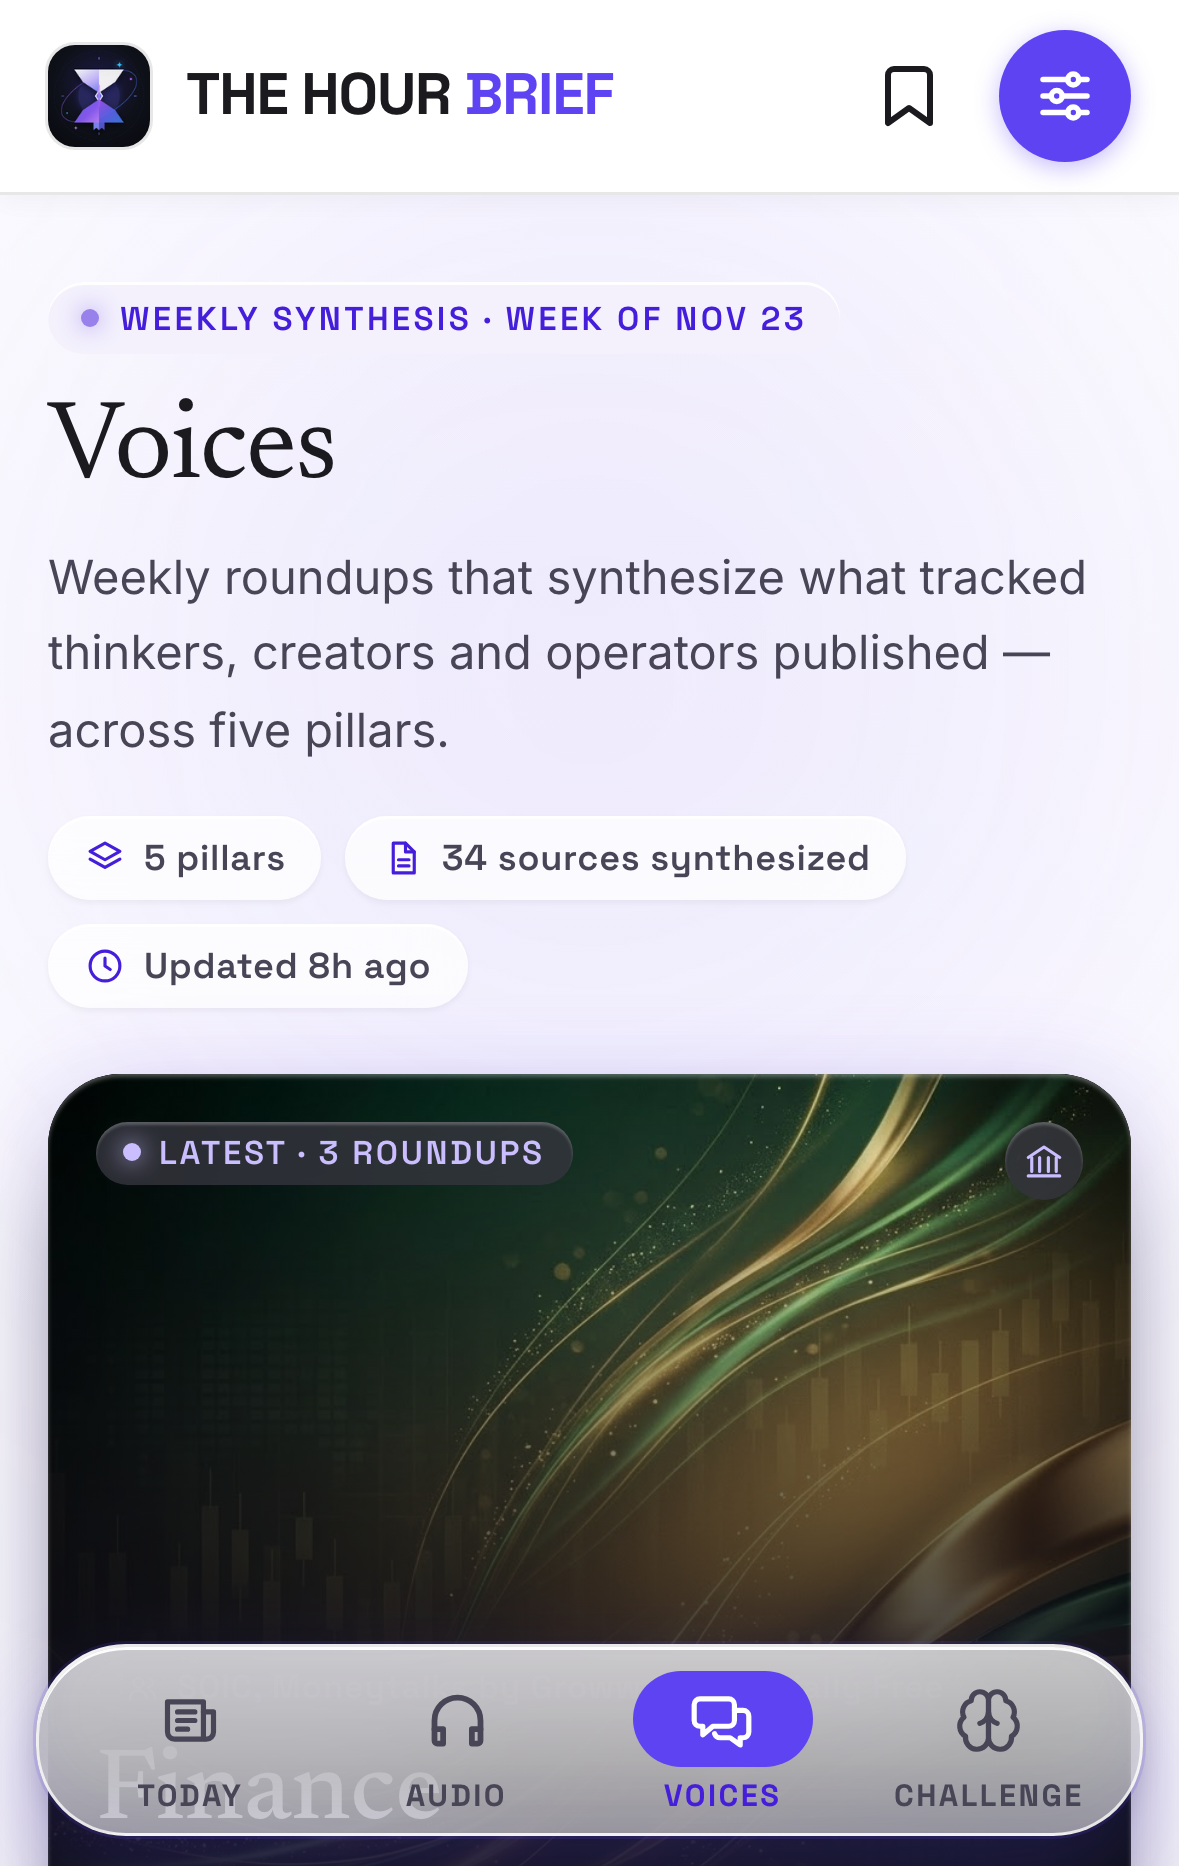 THE HOUR BRIEF
WEEKLY SYNTHESIS · WEEK OF NOV 23
Voices
Weekly roundups that synthesize what tracked
thinkers, creators and operators published —
across five pillars.
5 pillars
34 sources synthesized
Updated 8h ago
LATEST · 3 ROUNDUPS
Finance
TODAY
AUDIO
VOICES
CHALLENGE